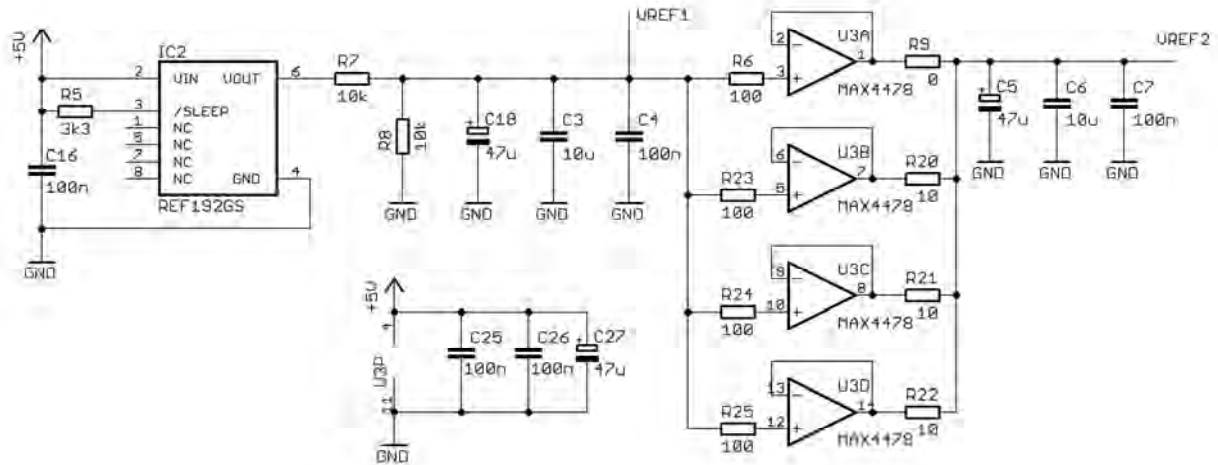 +5V
IC2
2 VIN VOUT 6
R5
3k3
3 /SLEEP
1 NC
5 NC
7 NC
8 NC
GND 4
REF192GS
C16
100n
GND
R7
10k
R8
10k
GND
C18
+
47u
GND
C3
10u
GND
C4
100n
GND
VREF1
R6
100
2 -
3 +
U3A
1
MAX4478
R9
0
R23
100
6 -
5 +
U3B
7
MAX4478
R20
10
R24
100
9 -
10 +
U3C
8
MAX4478
R21
10
R25
100
13 -
12 +
U3D
14
MAX4478
R22
10
VREF2
C5
+
47u
GND
C6
10u
GND
C7
100n
GND
+5V
4
U3P
11
GND
C25
100n
C26
100n
C27
+
47u